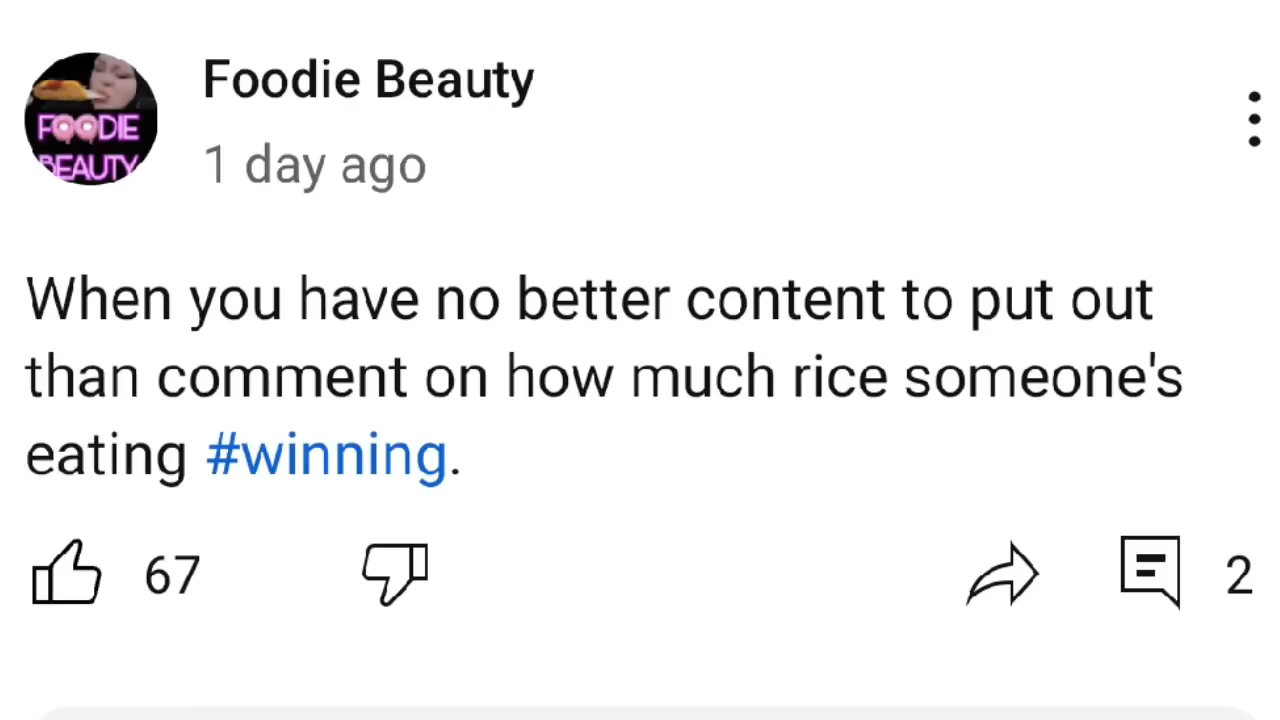 Foodie Beauty
1 day ago
FOODIE
BEAUTY
When you have no better content to put out
than comment on how much rice someone's
eating #winning.
67
2